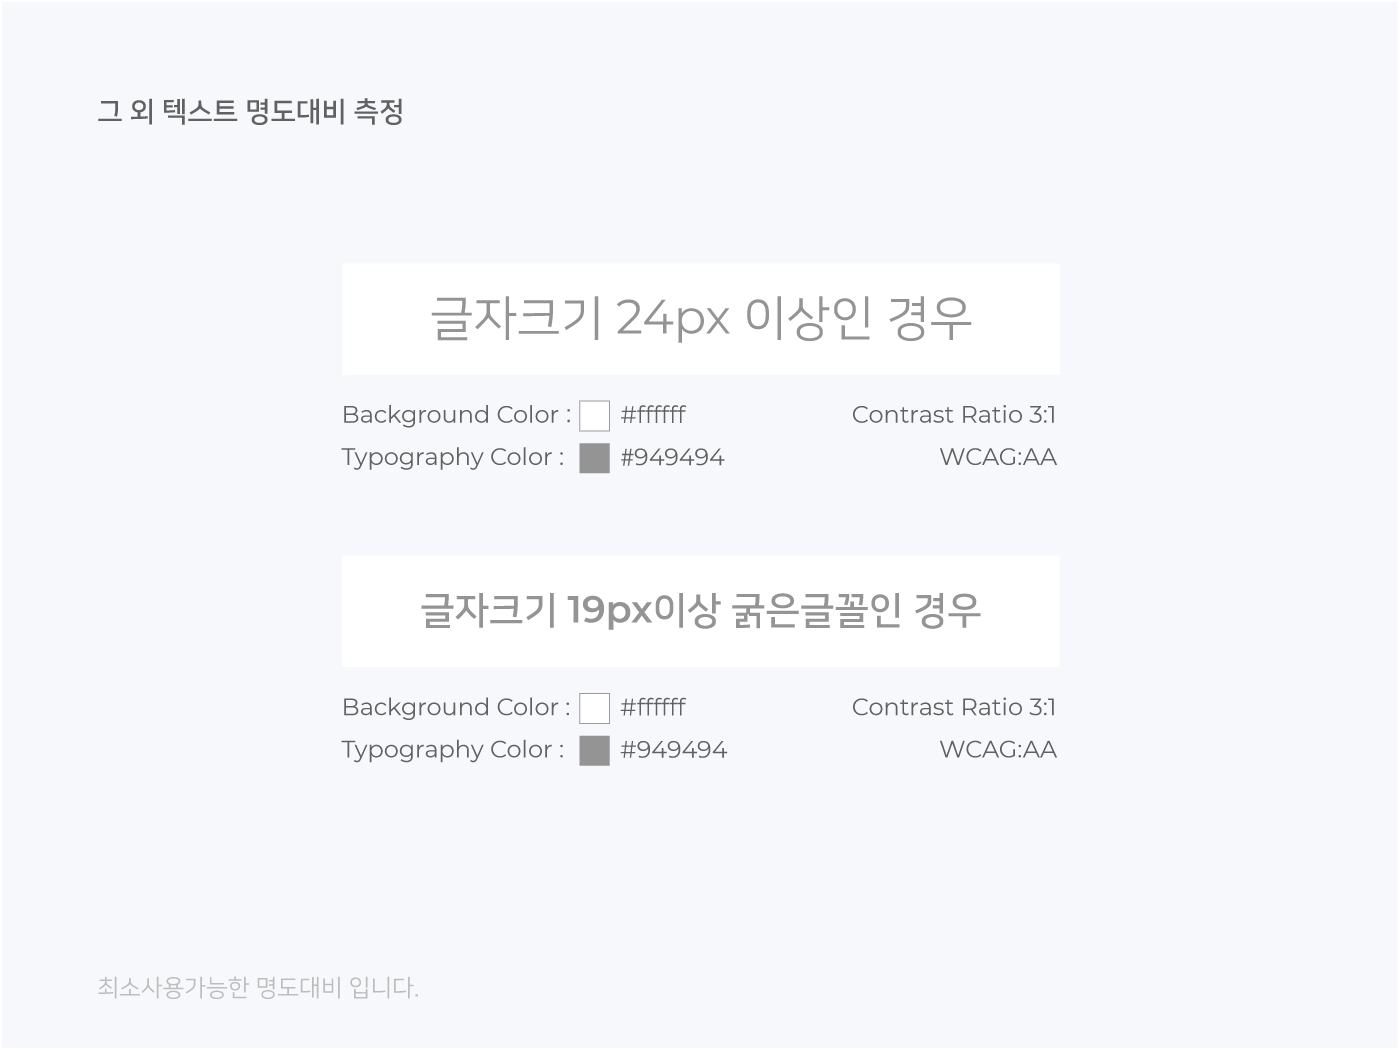 그 외 텍스트 명도대비 측정
글자크기 24px 이상인 경우
Background Color : #ffffff Contrast Ratio 3:1
Typography Color : #949494 WCAG:AA
글자크기 19px이상 굵은글꼴인 경우
Background Color : #ffffff Contrast Ratio 3:1
Typography Color : #949494 WCAG:AA
최소사용가능한 명도대비 입니다.